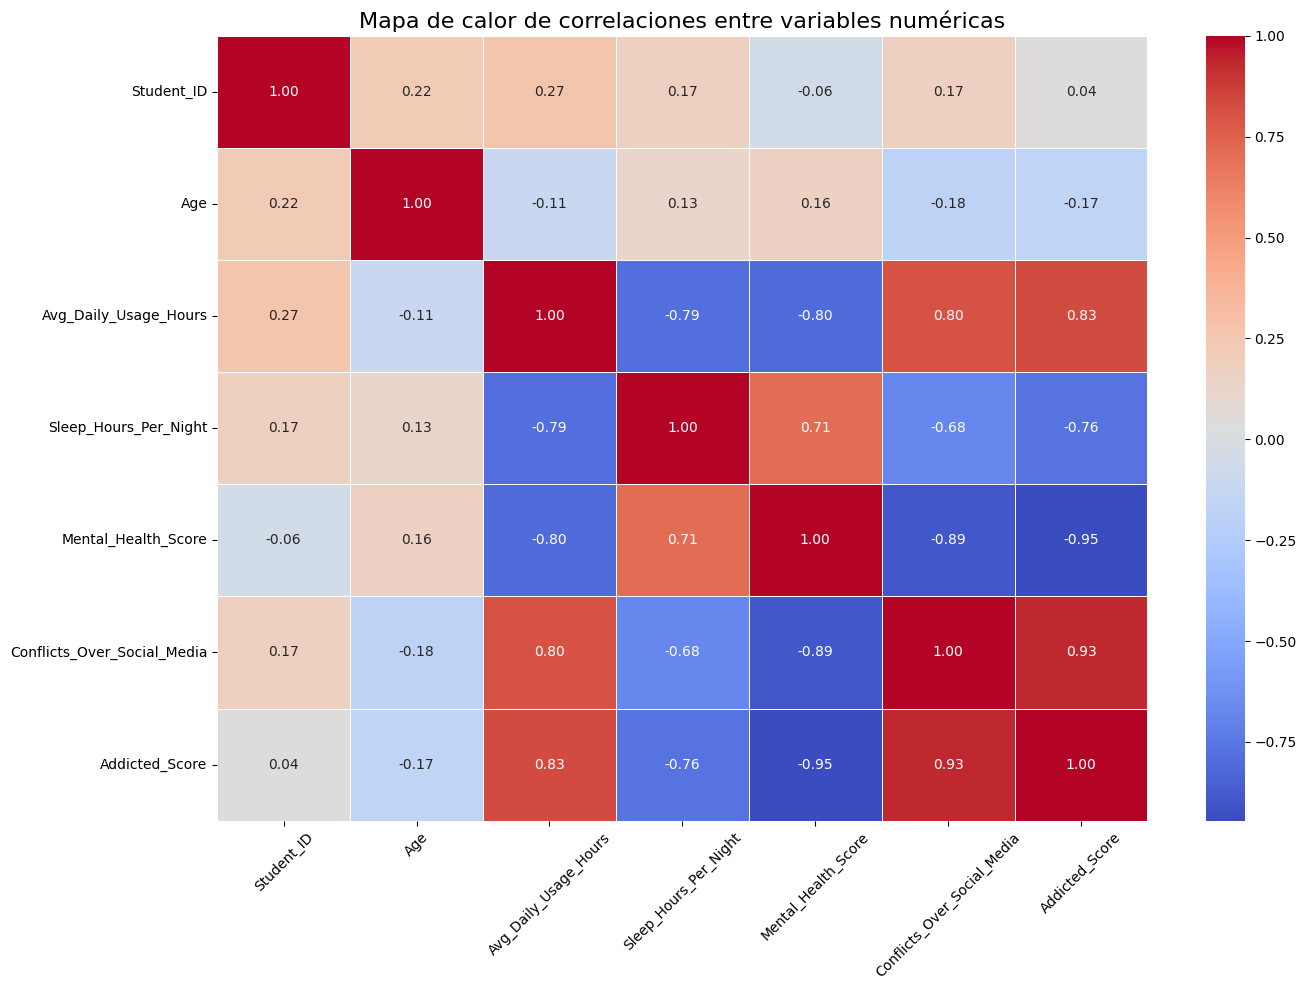 Mapa de calor de correlaciones entre variables numéricas
Student_ID 1.00 0.22 0.27 0.17 -0.06 0.17 0.04
Age 0.22 1.00 -0.11 0.13 0.16 -0.18 -0.17
Avg_Daily_Usage_Hours 0.27 -0.11 1.00 -0.79 -0.80 0.80 0.83
Sleep_Hours_Per_Night 0.17 0.13 -0.79 1.00 0.71 -0.68 -0.76
Mental_Health_Score -0.06 0.16 -0.80 0.71 1.00 -0.89 -0.95
Conflicts_Over_Social_Media 0.17 -0.18 0.80 -0.68 -0.89 1.00 0.93
Addicted_Score 0.04 -0.17 0.83 -0.76 -0.95 0.93 1.00
Student_ID
Age
Avg_Daily_Usage_Hours
Sleep_Hours_Per_Night
Mental_Health_Score
Conflicts_Over_Social_Media
Addicted_Score
1.00
0.75
0.50
0.25
0.00
−0.25
−0.50
−0.75